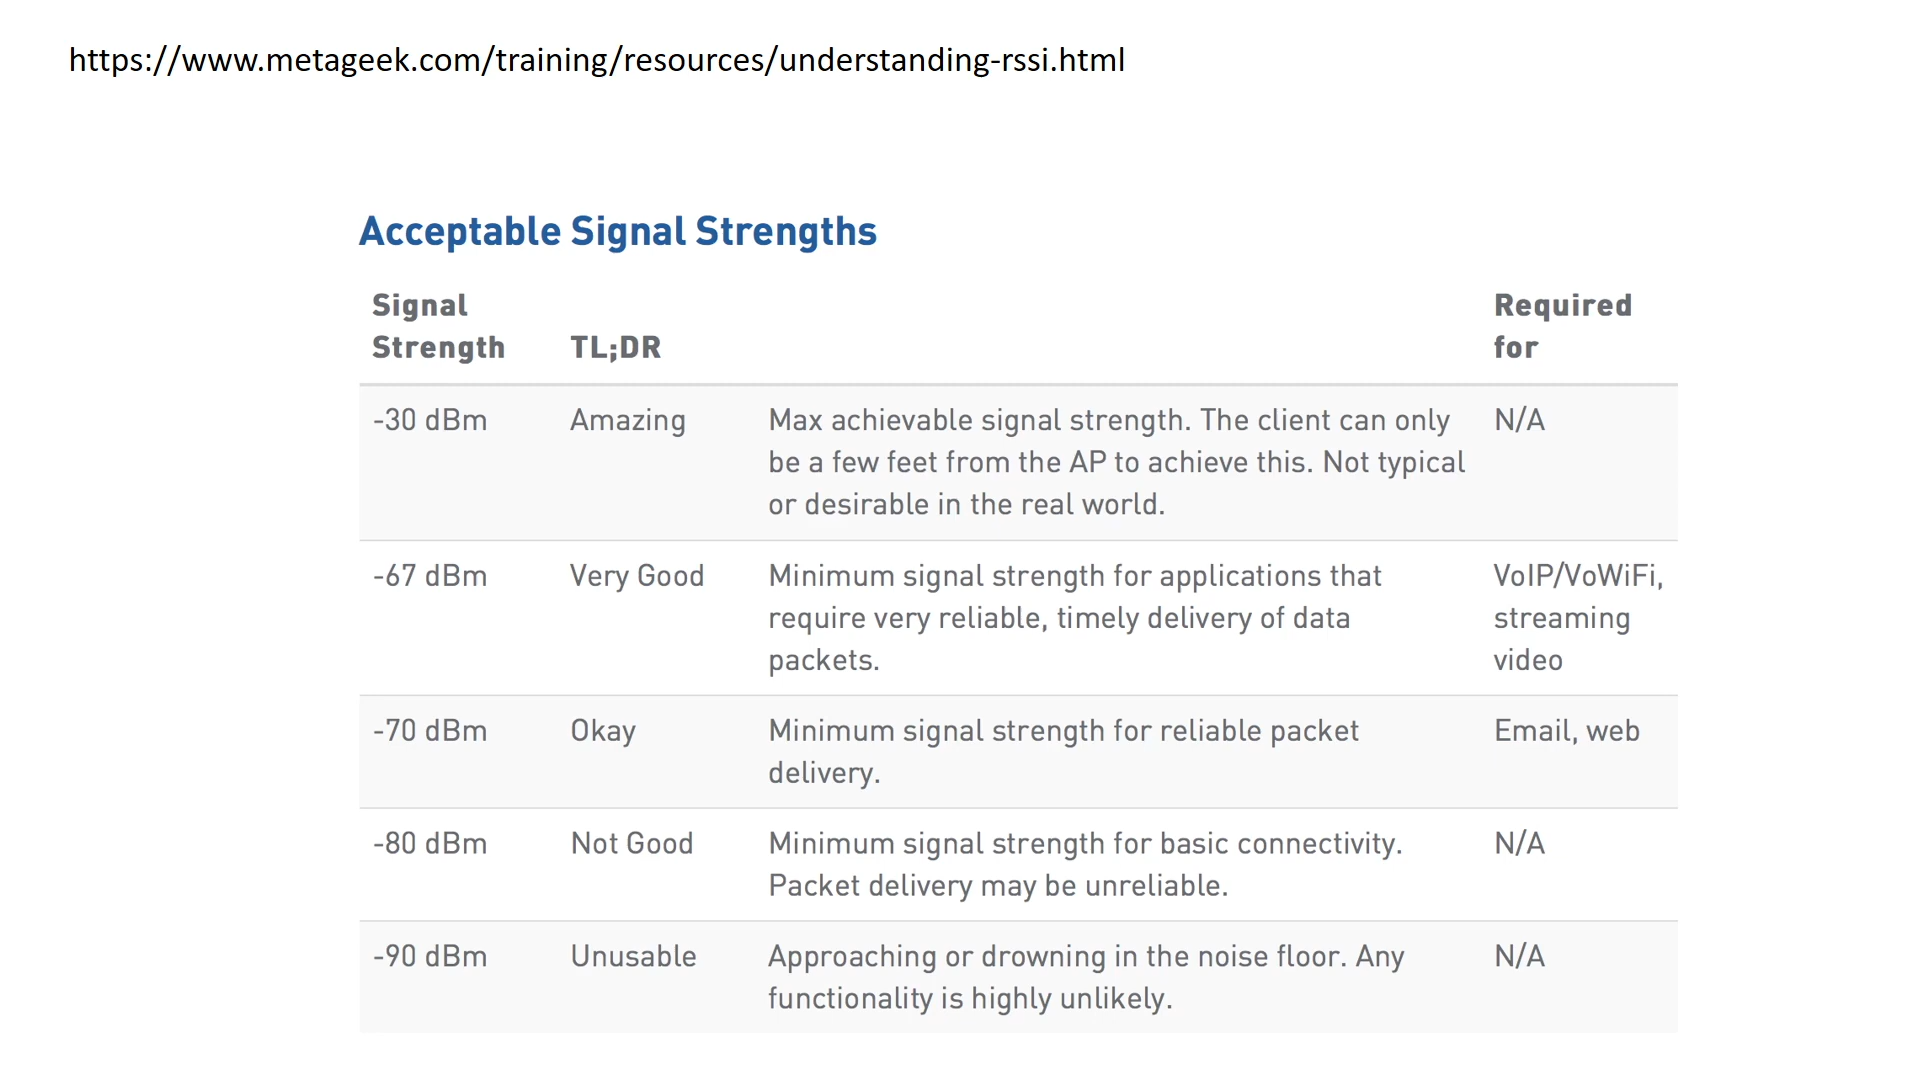 https://www.metageek.com/training/resources/understanding-rssi.html
Acceptable Signal Strengths
Signal
Strength
TL;DR
Required
for
-30 dBm
Amazing
Max achievable signal strength. The client can only
be a few feet from the AP to achieve this. Not typical
or desirable in the real world.
N/A
-67 dBm
Very Good
Minimum signal strength for applications that
require very reliable, timely delivery of data
packets.
VoIP/VoWiFi,
streaming
video
-70 dBm
Okay
Minimum signal strength for reliable packet
delivery.
Email, web
-80 dBm
Not Good
Minimum signal strength for basic connectivity.
Packet delivery may be unreliable.
N/A
-90 dBm
Unusable
Approaching or drowning in the noise floor. Any
functionality is highly unlikely.
N/A